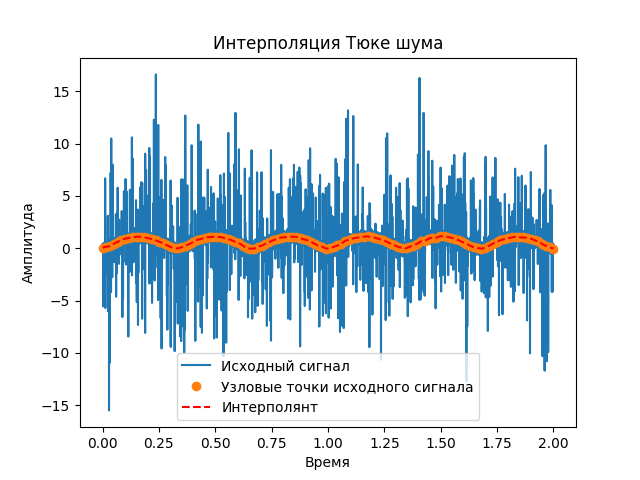 Интерполяция Тюке шума
Амплитуда
15
10
5
0
−5
−10
−15
Исходный сигнал
Узловые точки исходного сигнала
Интерполянт
0.00 0.25 0.50 0.75 1.00 1.25 1.50 1.75 2.00
Время